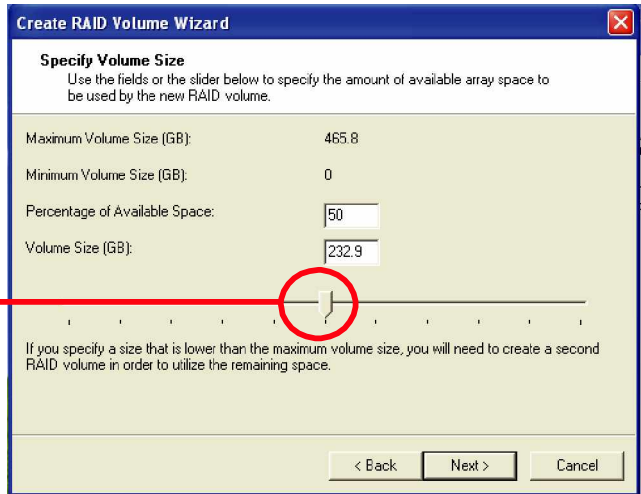 Create RAID Volume Wizard
Specify Volume Size
Use the fields or the slider below to specify the amount of available array space to
be used by the new RAID volume.
Maximum Volume Size (GB): 465.8
Minimum Volume Size (GB): 0
Percentage of Available Space: 50
Volume Size (GB): 232.9
If you specify a size that is lower than the maximum volume size, you will need to create a second
RAID volume in order to utilize the remaining space.
< Back Next > Cancel